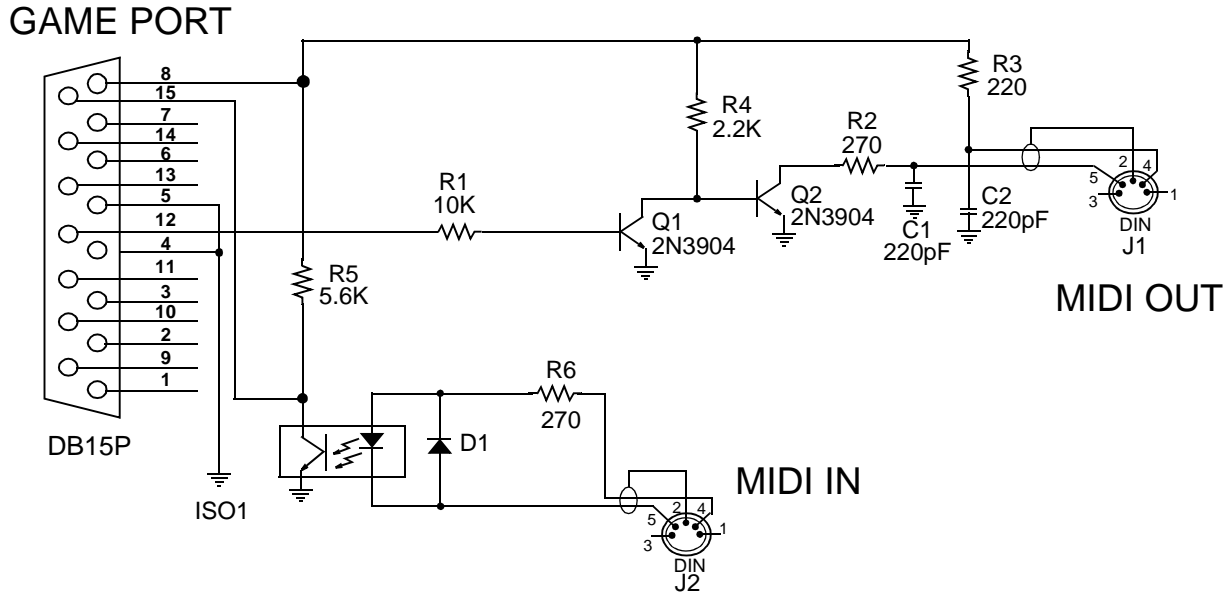 GAME PORT
8
15
7
14
6
13
5
12
4
11
3
10
2
9
1
DB15P
ISO1
R1
10K
R5
5.6K
Q1
2N3904
R4
2.2K
Q2
2N3904
R2
270
C1
220pF
R3
220
C2
220pF
5
2
4
3
1
DIN
J1
MIDI OUT
D1
R6
270
MIDI IN
5
2
4
3
1
DIN
J2